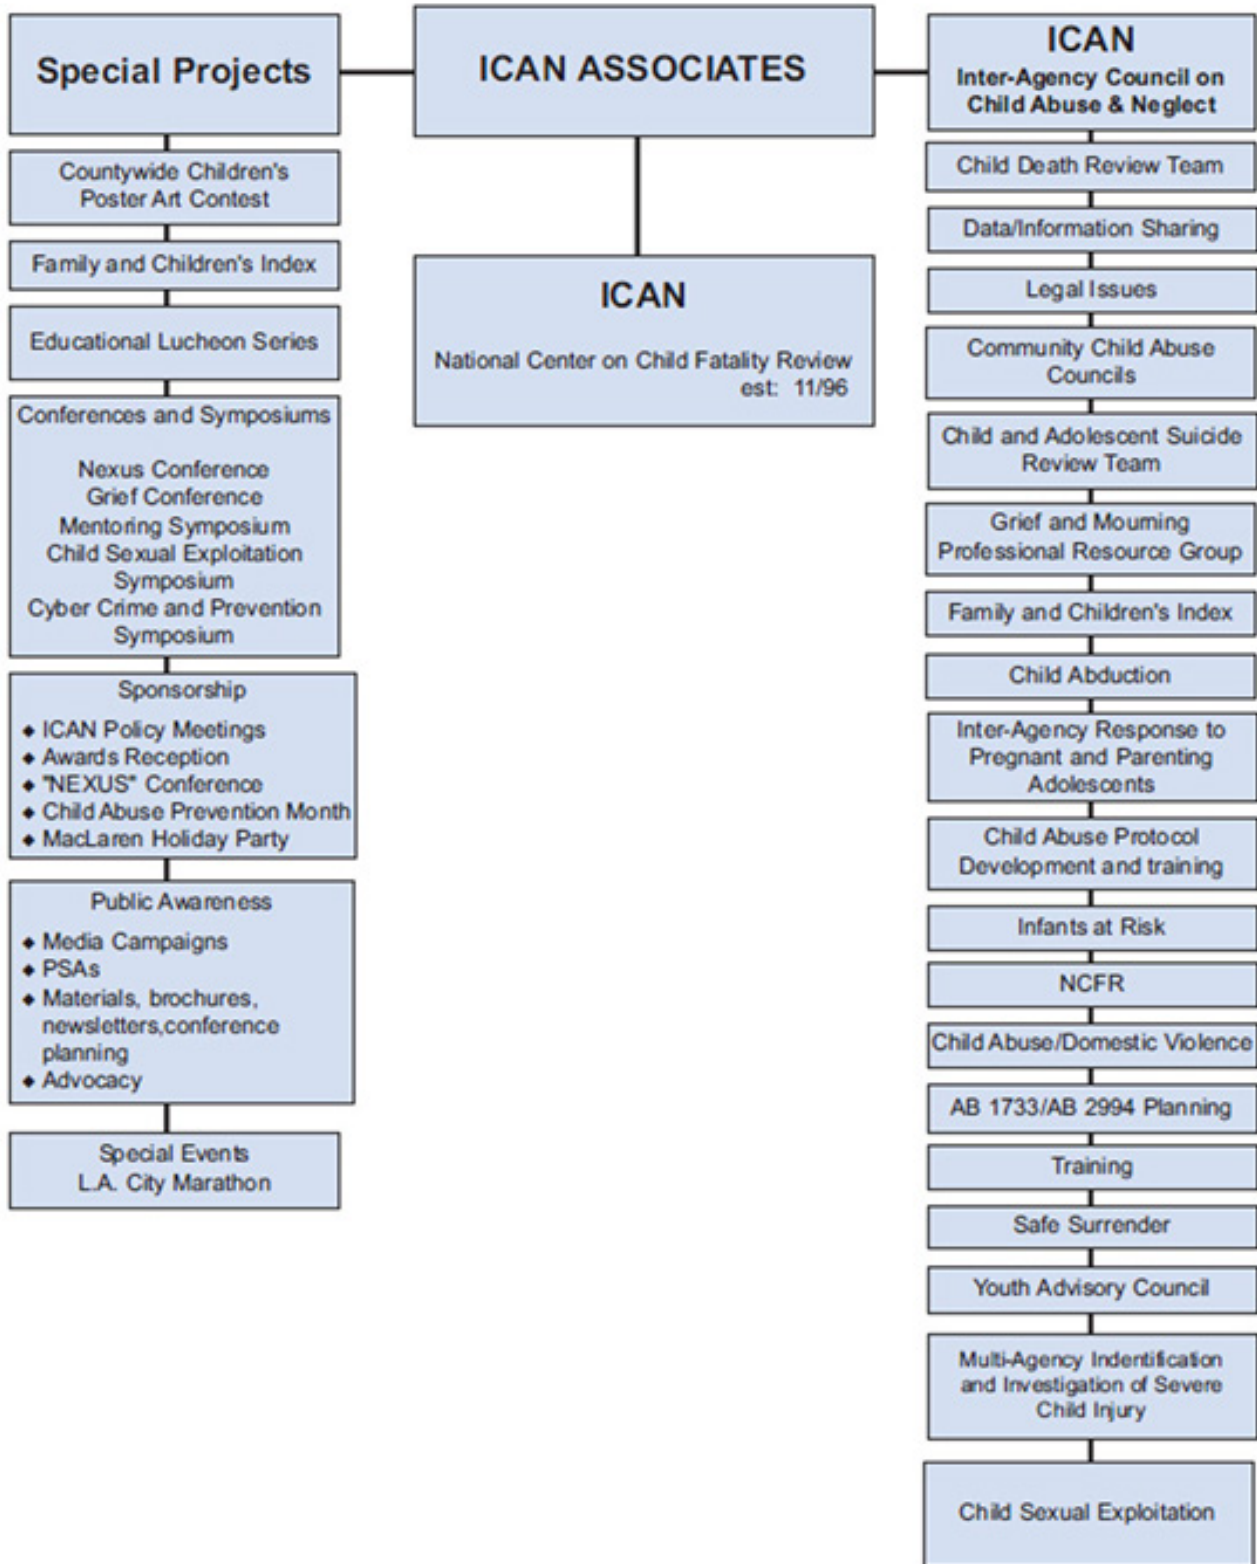 Special Projects
Countywide Children's
Poster Art Contest
Family and Children's Index
Educational Lucheon Series
Conferences and Symposiums
Nexus Conference
Grief Conference
Mentoring Symposium
Child Sexual Exploitation
Symposium
Cyber Crime and Prevention
Symposium
Sponsorship
◆ ICAN Policy Meetings
◆ Awards Reception
◆ "NEXUS" Conference
◆ Child Abuse Prevention Month
◆ MacLaren Holiday Party
Public Awareness
◆ Media Campaigns
◆ PSAs
◆ Materials, brochures,
newsletters,conference
planning
◆ Advocacy
Special Events
L.A. City Marathon
ICAN ASSOCIATES
ICAN
National Center on Child Fatality Review
est: 11/96
ICAN
Inter-Agency Council on
Child Abuse & Neglect
Child Death Review Team
Data/Information Sharing
Legal Issues
Community Child Abuse
Councils
Child and Adolescent Suicide
Review Team
Grief and Mourning
Professional Resource Group
Family and Children's Index
Child Abduction
Inter-Agency Response to
Pregnant and Parenting
Adolescents
Child Abuse Protocol
Development and training
Infants at Risk
NCFR
Child Abuse/Domestic Violence
AB 1733/AB 2994 Planning
Training
Safe Surrender
Youth Advisory Council
Multi-Agency Indentification
and Investigation of Severe
Child Injury
Child Sexual Exploitation